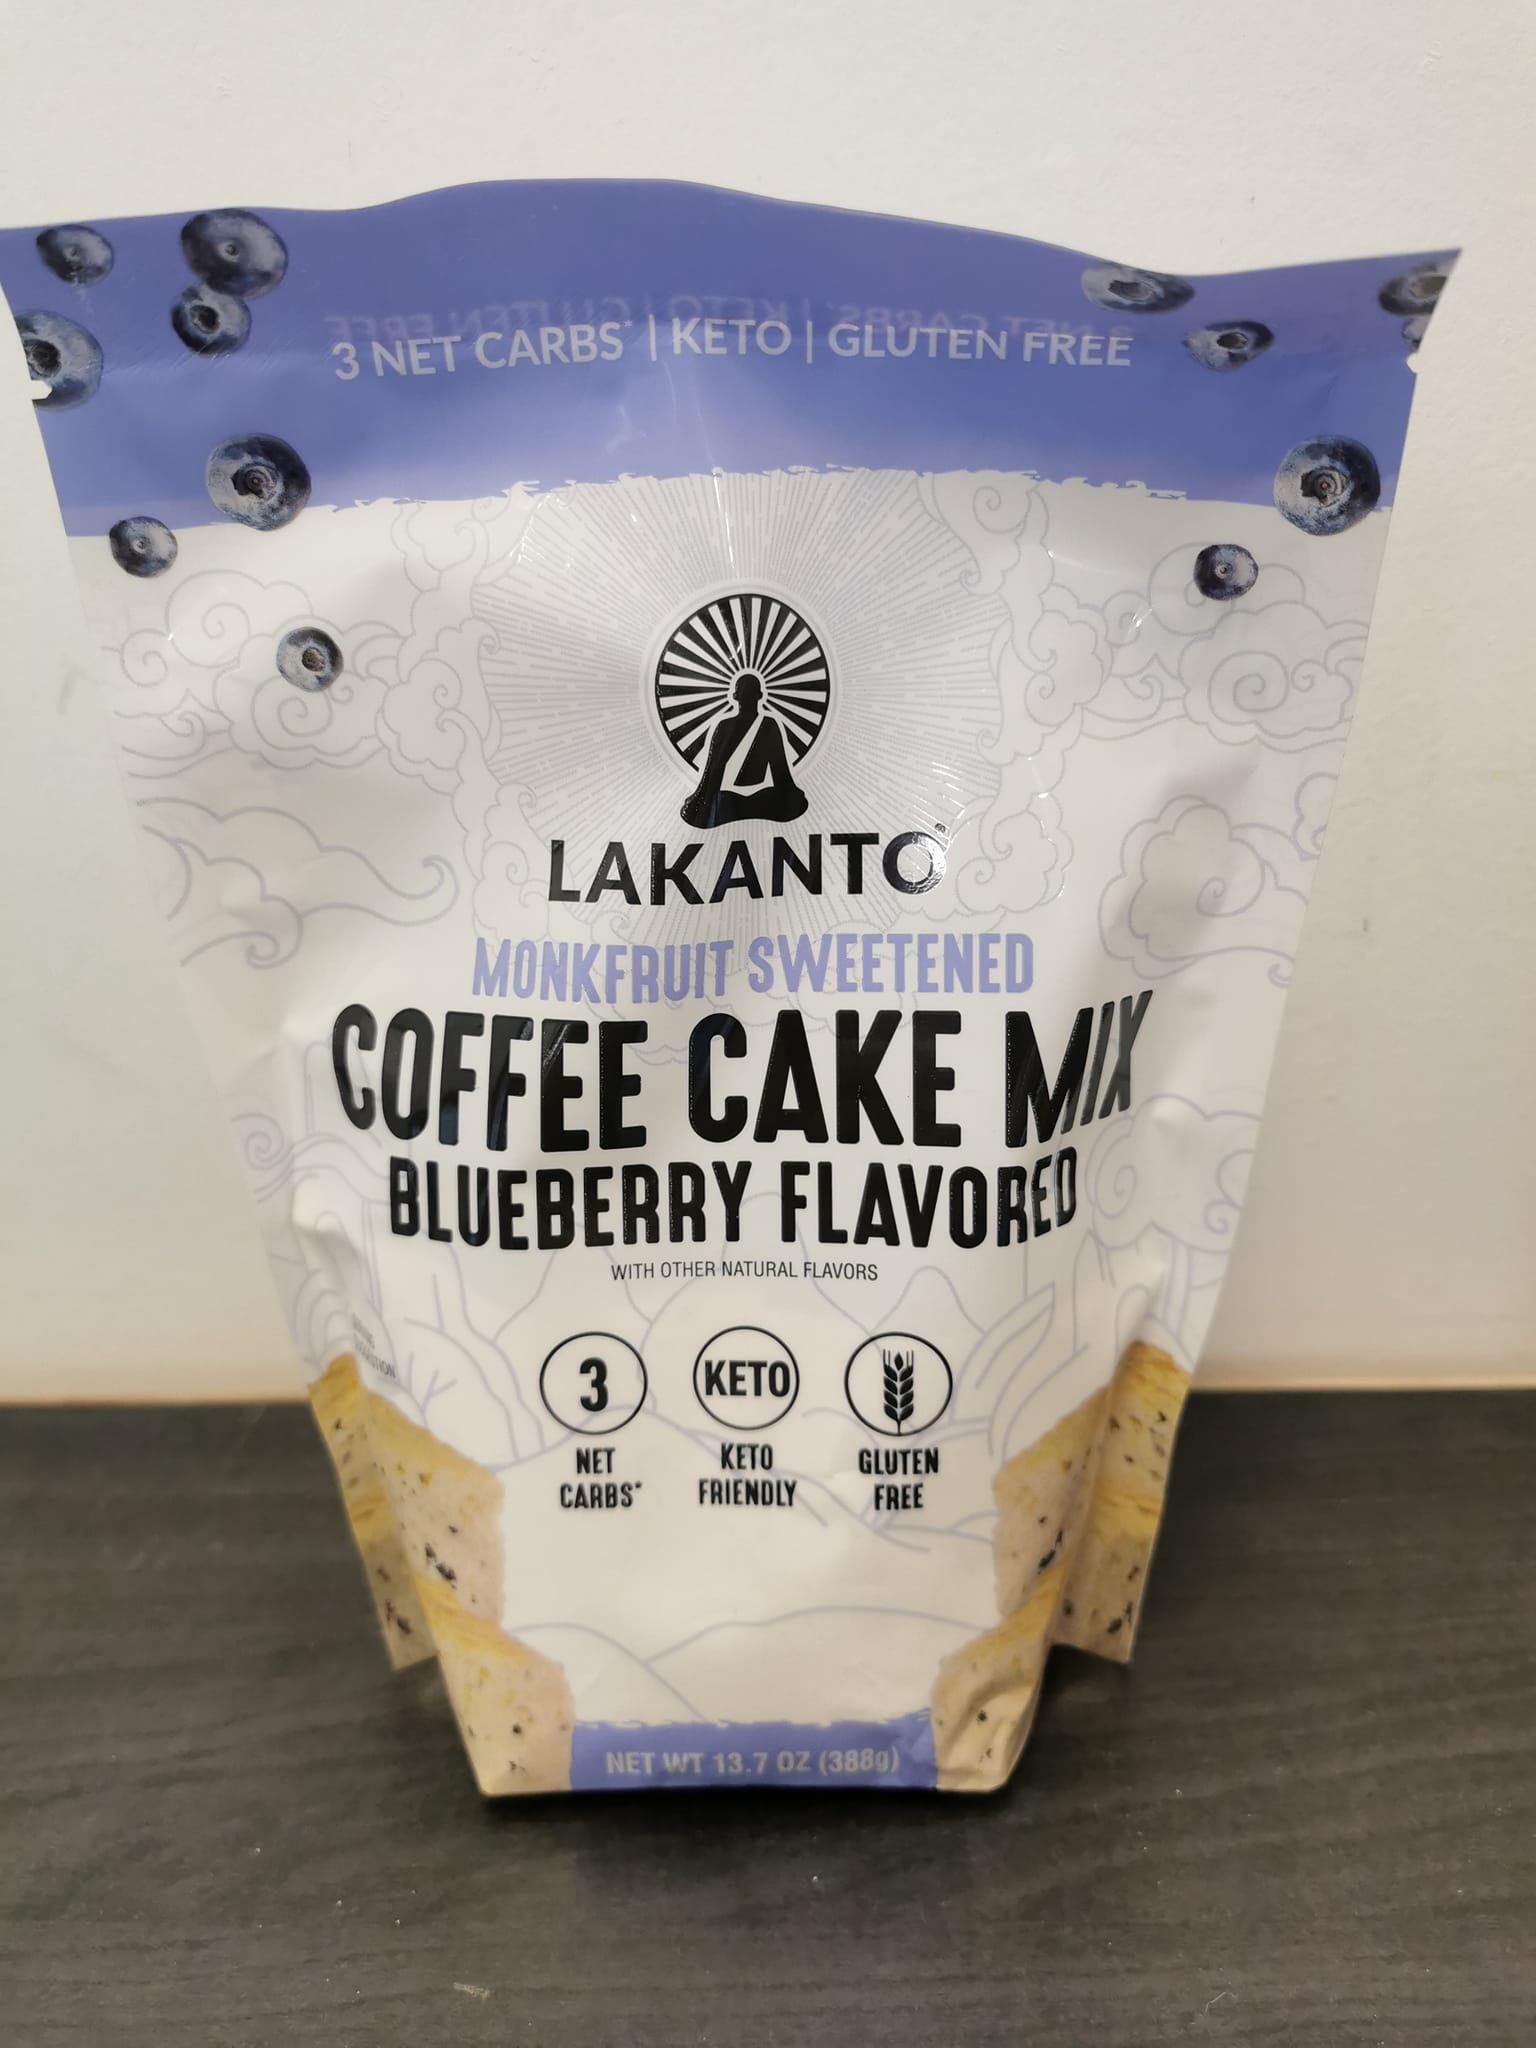 3 NET CARBS* | KETO | GLUTEN FREE
LAKANTO®
MONKFRUIT SWEETENED
COFFEE CAKE MIX
BLUEBERRY FLAVORED
WITH OTHER NATURAL FLAVORS
3
NET
CARBS*
KETO
KETO
FRIENDLY
GLUTEN
FREE
NET WT 13.7 OZ (388g)